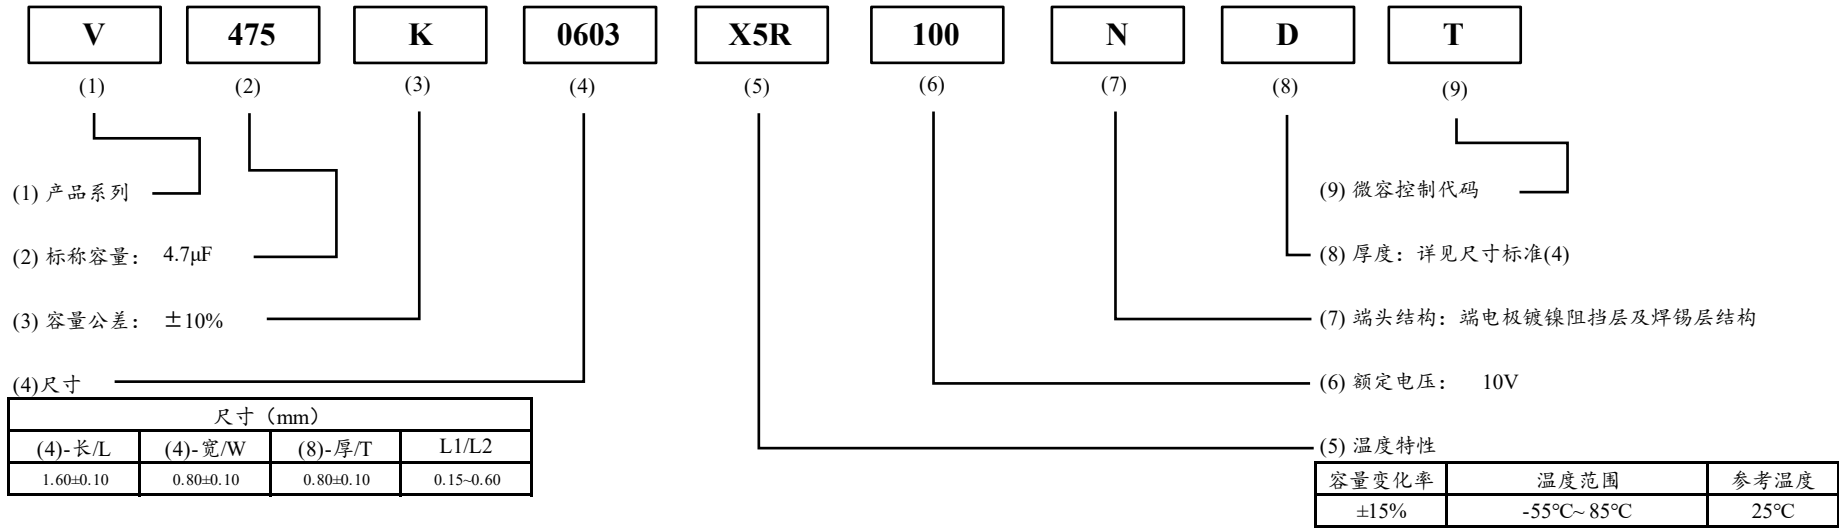 V 475 K 0603 X5R 100 N D T
(1) (2) (3) (4) (5) (6) (7) (8) (9)
(1) 产品系列
(9) 微容控制代码
(2) 标称容量： 4.7μF
(8) 厚度：详见尺寸标准(4)
(3) 容量公差： ±10%
(7) 端头结构：端电极镀镍阻挡层及焊锡层结构
(4)尺寸
(6) 额定电压： 10V
尺寸（mm）
(4)-长/L (4)-宽/W (8)-厚/T L1/L2
1.60±0.10 0.80±0.10 0.80±0.10 0.15~0.60
(5) 温度特性
容量变化率 温度范围 参考温度
±15% -55℃~ 85℃ 25℃